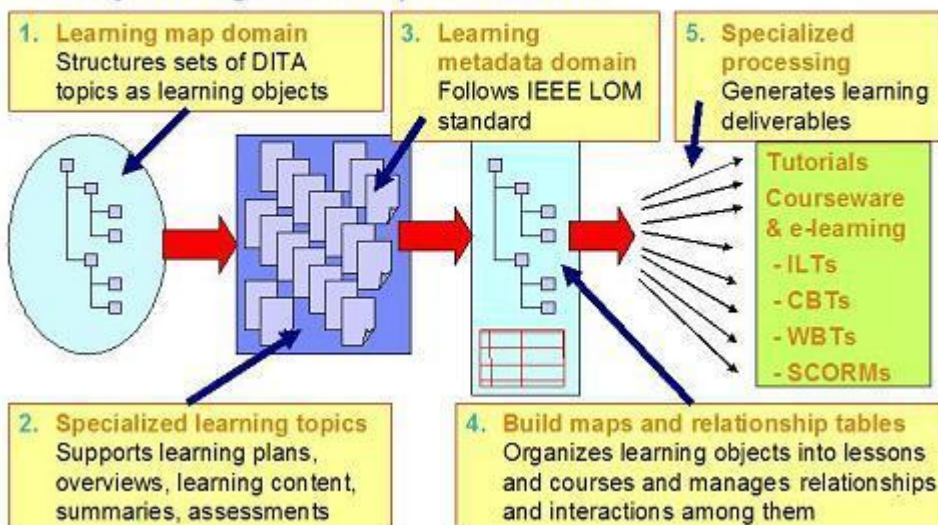 1. Learning map domain
Structures sets of DITA
topics as learning objects
3. Learning
metadata domain
Follows IEEE LOM
standard
5. Specialized
processing
Generates learning
deliverables
Tutorials
Courseware
& e-learning
- ILTs
- CBTs
- WBTs
- SCORMs
2. Specialized learning topics
Supports learning plans,
overviews, learning content,
summaries, assessments
4. Build maps and relationship tables
Organizes learning objects into lessons
and courses and manages relationships
and interactions among them